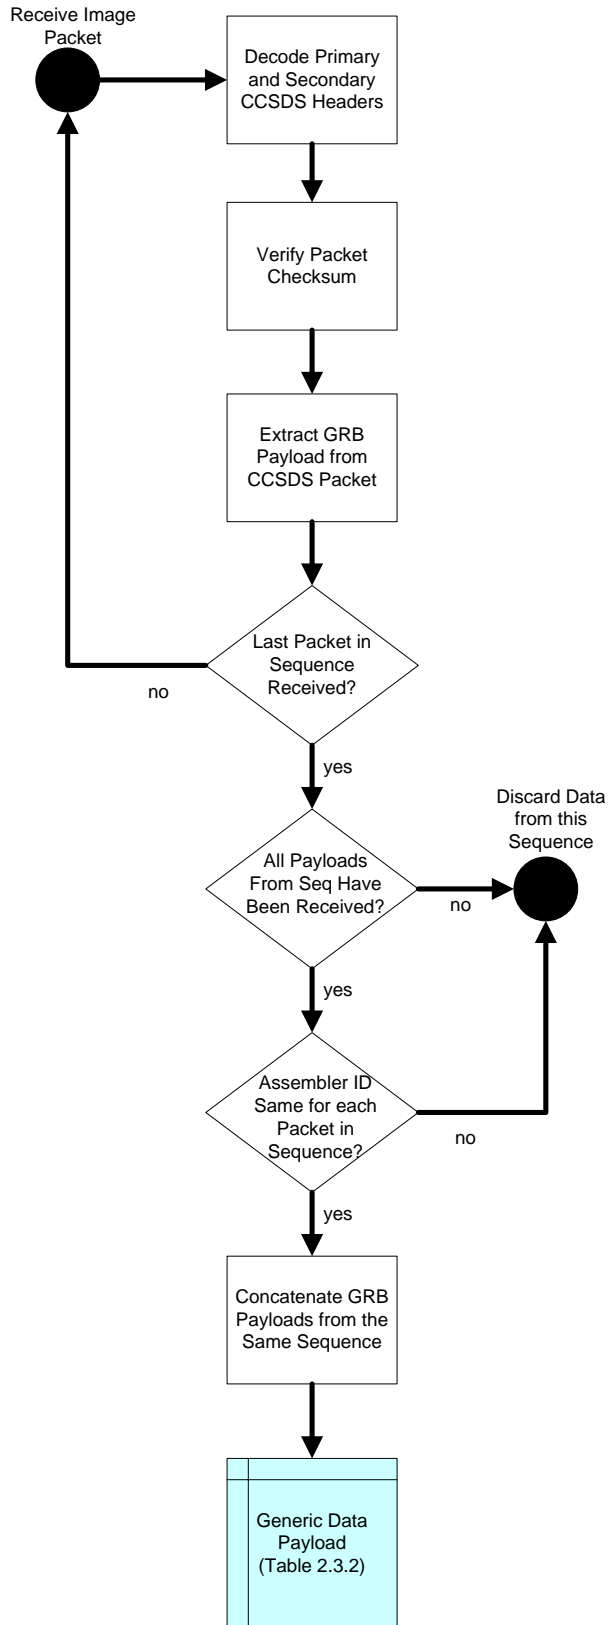 Receive Image
Packet
Decode Primary
and Secondary
CCSDS Headers
Verify Packet
Checksum
Extract GRB
Payload from
CCSDS Packet
Last Packet in
Sequence
Received?
no
yes
Discard Data
from this
Sequence
All Payloads
From Seq Have
Been Received?
no
yes
Assembler ID
Same for each
Packet in
Sequence?
no
yes
Concatenate GRB
Payloads from the
Same Sequence
Generic Data
Payload
(Table 2.3.2)